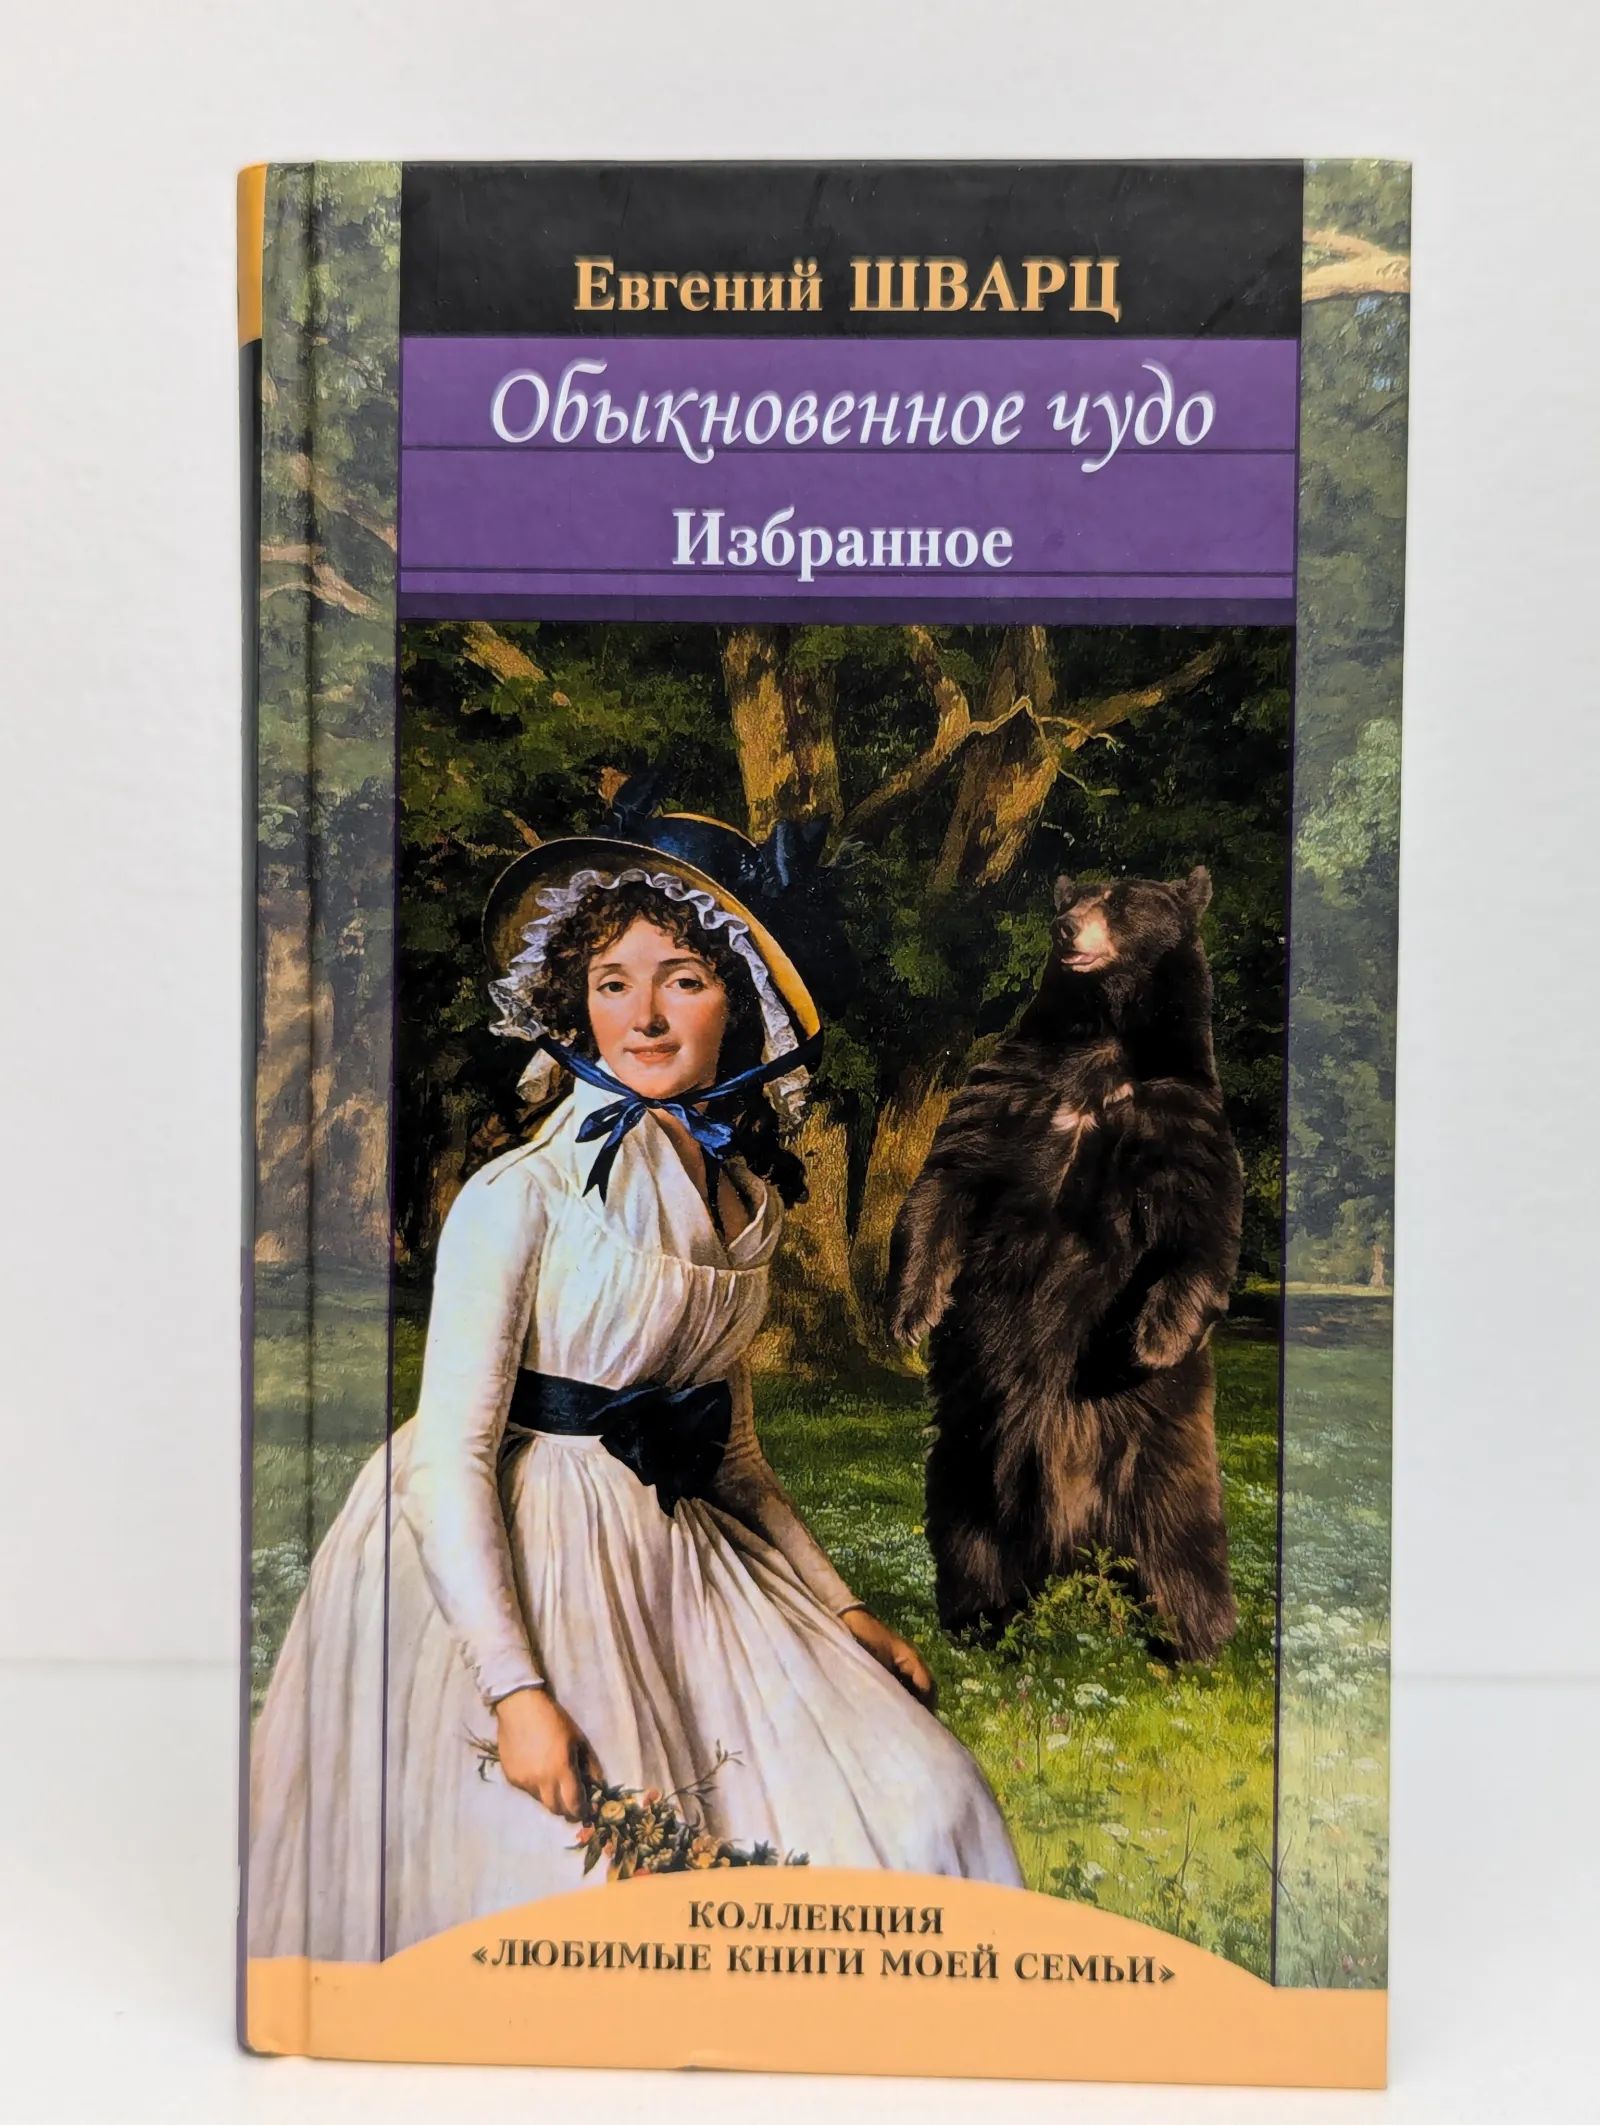 Евгений ШВАРЦ
Обыкновенное чудо
Избранное
КОЛЛЕКЦИЯ
«ЛЮБИМЫЕ КНИГИ МОЕЙ СЕМЬИ»